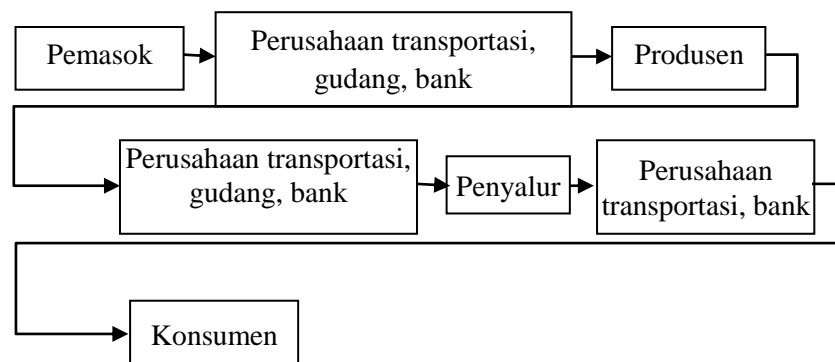 Pemasok
Perusahaan transportasi,
gudang, bank
Produsen
Perusahaan transportasi,
gudang, bank
Penyalur
Perusahaan
transportasi, bank
Konsumen